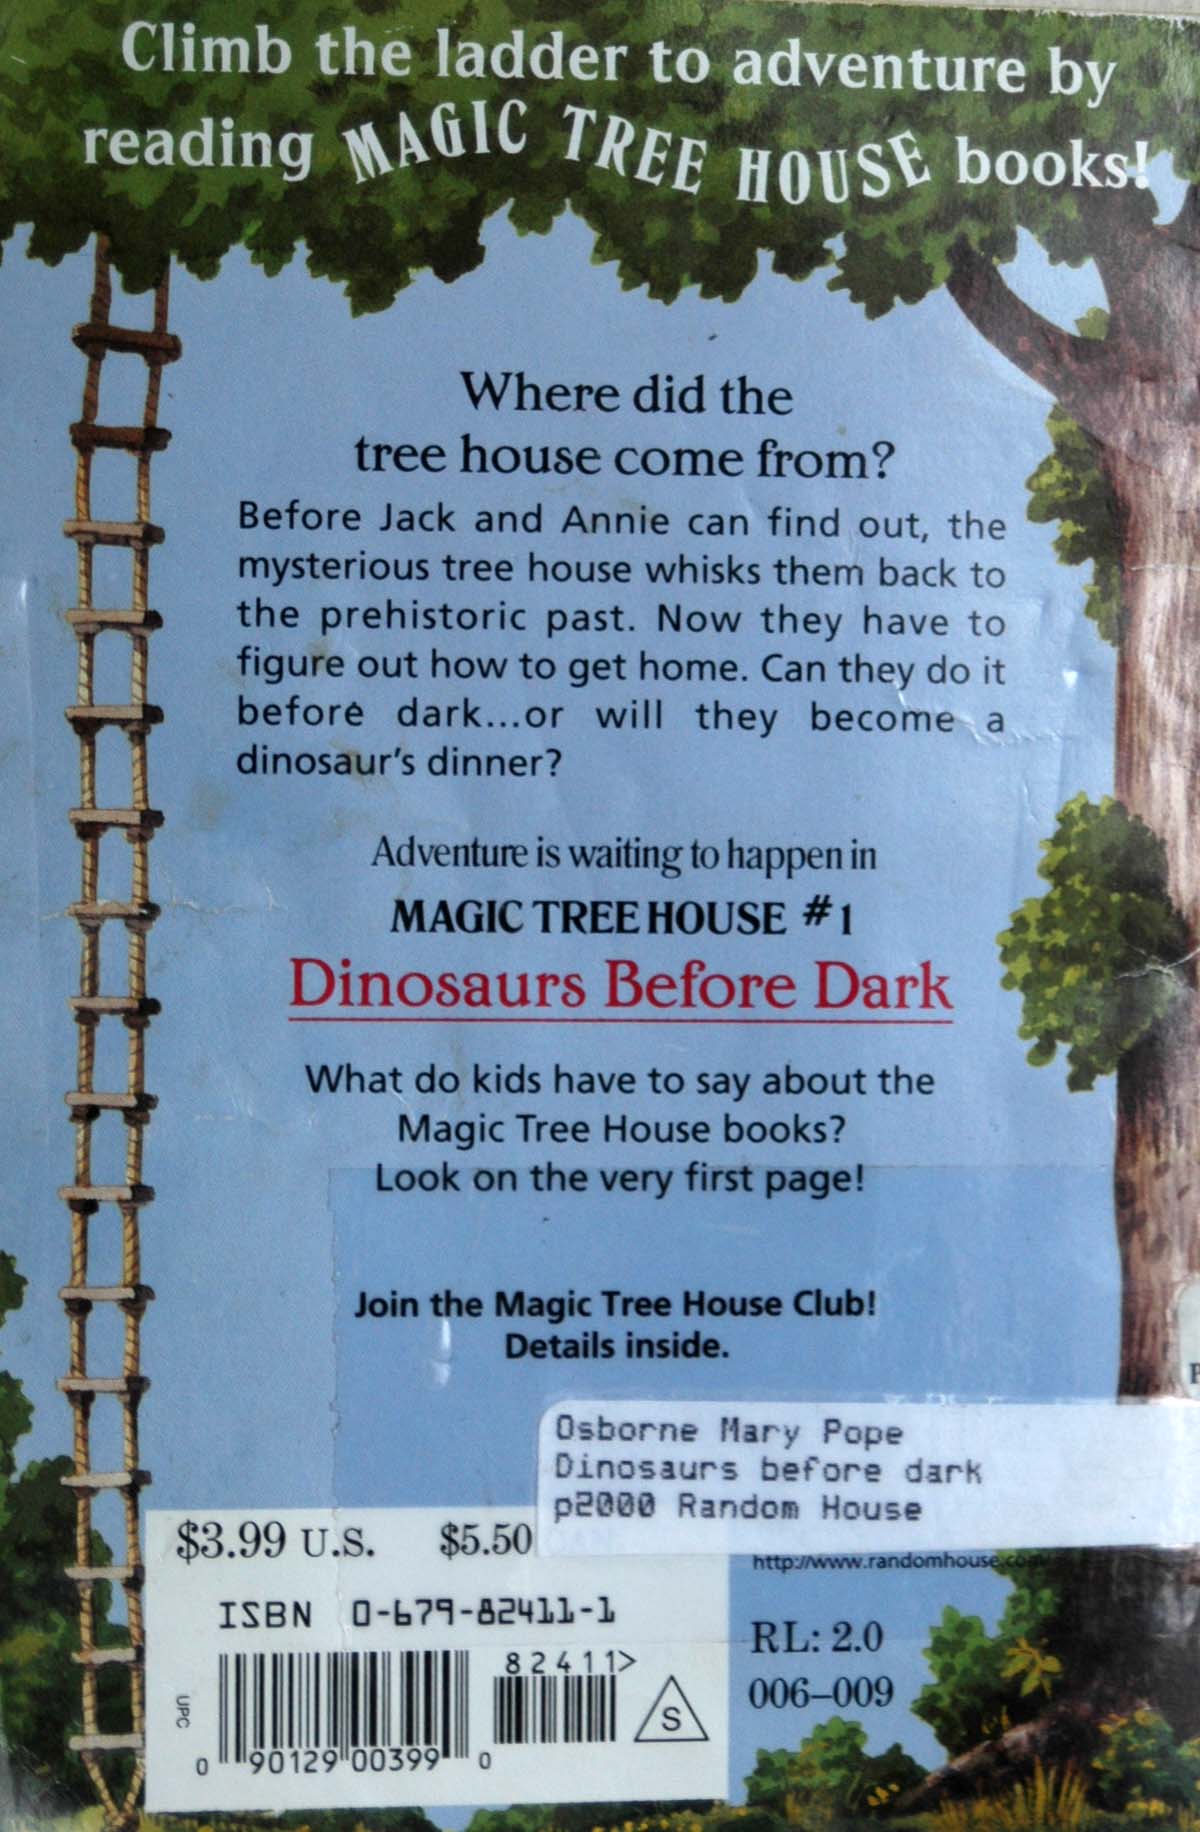 Climb the ladder to adventure by
reading MAGIC TREE HOUSE books!
Where did the
tree house come from?
Before Jack and Annie can find out, the
mysterious tree house whisks them back to
the prehistoric past. Now they have to
figure out how to get home. Can they do it
before dark...or will they become a
dinosaur's dinner?
Adventure is waiting to happen in
MAGIC TREE HOUSE #1
Dinosaurs Before Dark
What do kids have to say about the
Magic Tree House books?
Look on the very first page!
Join the Magic Tree House Club!
Details inside.
Osborne Mary Pope
Dinosaurs before dark
p2000 Random House
$3.99 U.S. $5.50
http://www.randomhouse.com
ISBN 0-679-82411-1
82411>
UPC
0 90129 00399 0
S
RL: 2.0
006–009